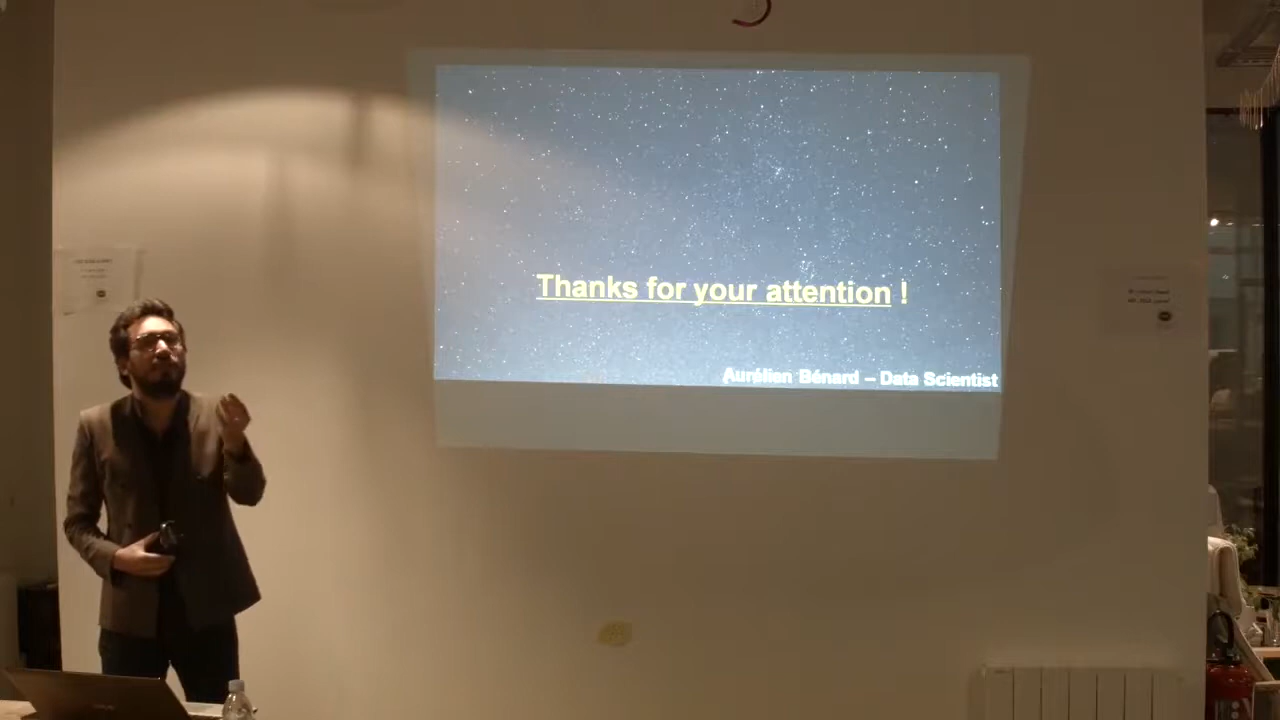 Thanks for your attention !
Aurélien Bénard – Data Scientist